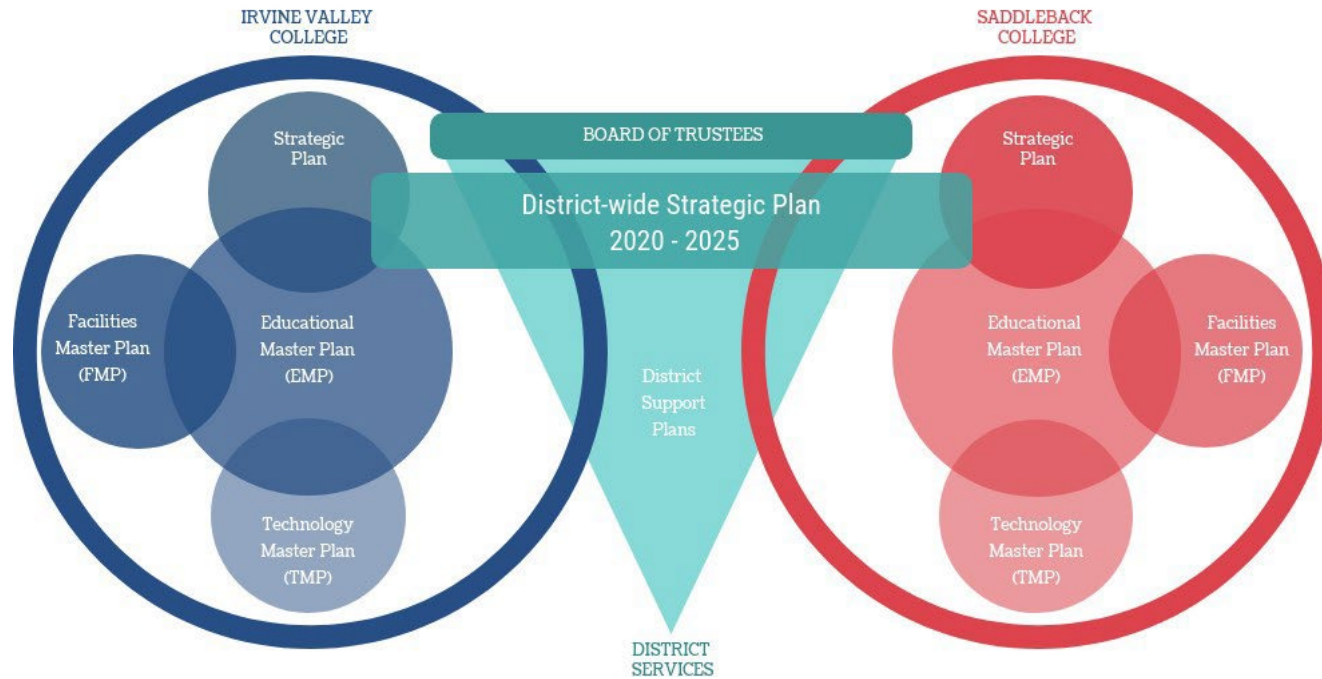 IRVINE VALLEY
COLLEGE
SADDLEBACK
COLLEGE
BOARD OF TRUSTEES
Strategic
Plan
Strategic
Plan
District-wide Strategic Plan
2020 - 2025
Facilities
Master Plan
(FMP)
Educational
Master Plan
(EMP)
District
Support
Plans
Educational
Master Plan
(EMP)
Facilities
Master Plan
(FMP)
Technology
Master Plan
(TMP)
Technology
Master Plan
(TMP)
DISTRICT
SERVICES